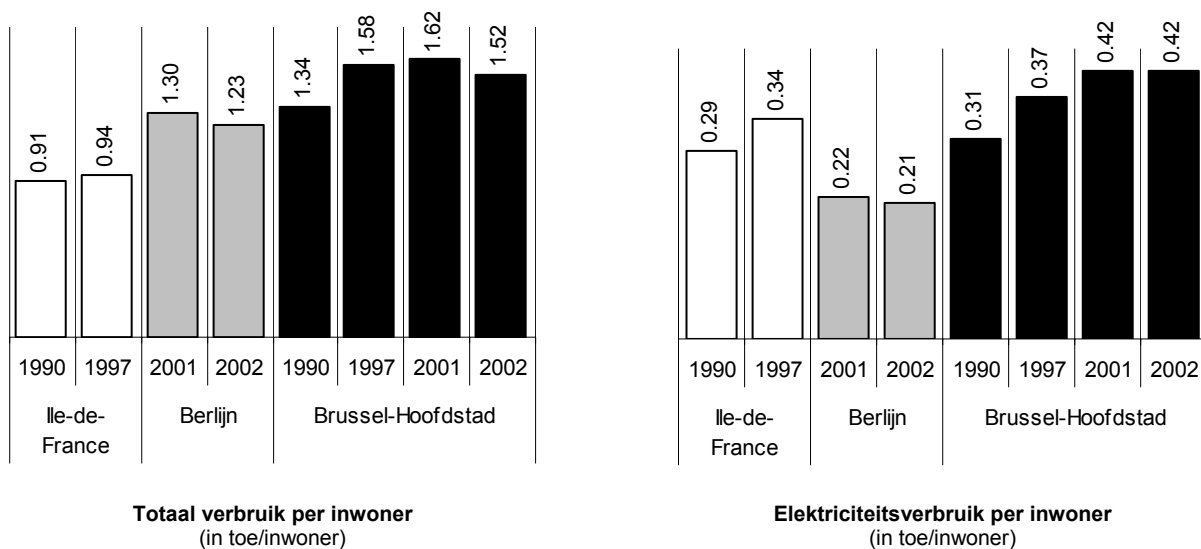 0.91 0.94 1.30 1.23 1.34 1.58 1.62 1.52
1990 1997 2001 2002 1990 1997 2001 2002
Ile-de-
France
Berlijn
Brussel-Hoofdstad
Totaal verbruik per inwoner
(in toe/inwoner)
0.29 0.34 0.22 0.21 0.31 0.37 0.42 0.42
1990 1997 2001 2002 1990 1997 2001 2002
Ile-de-
France
Berlijn
Brussel-Hoofdstad
Elektriciteitsverbruik per inwoner
(in toe/inwoner)